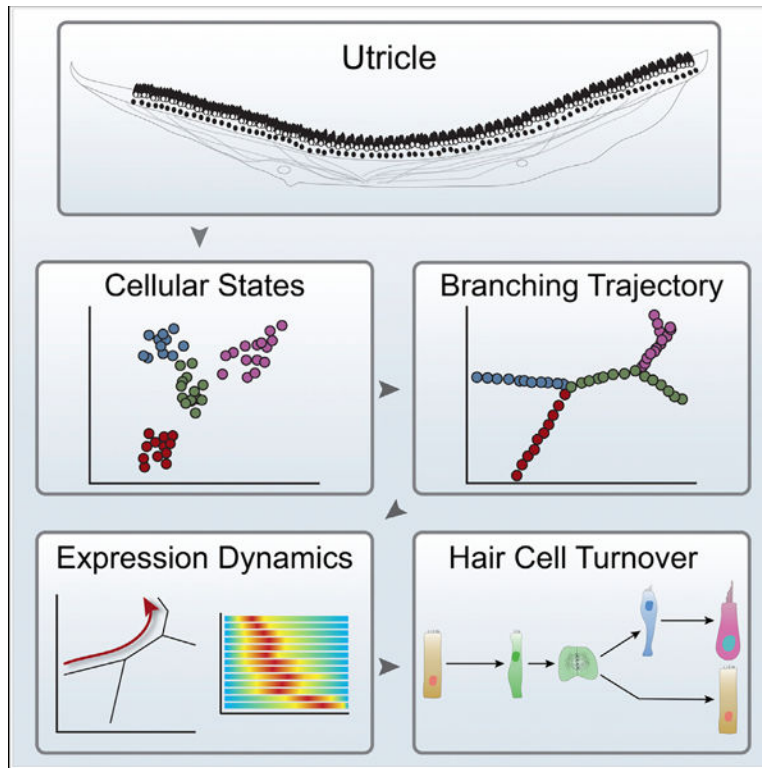 Utricle
Cellular States
Branching Trajectory
Expression Dynamics
Hair Cell Turnover